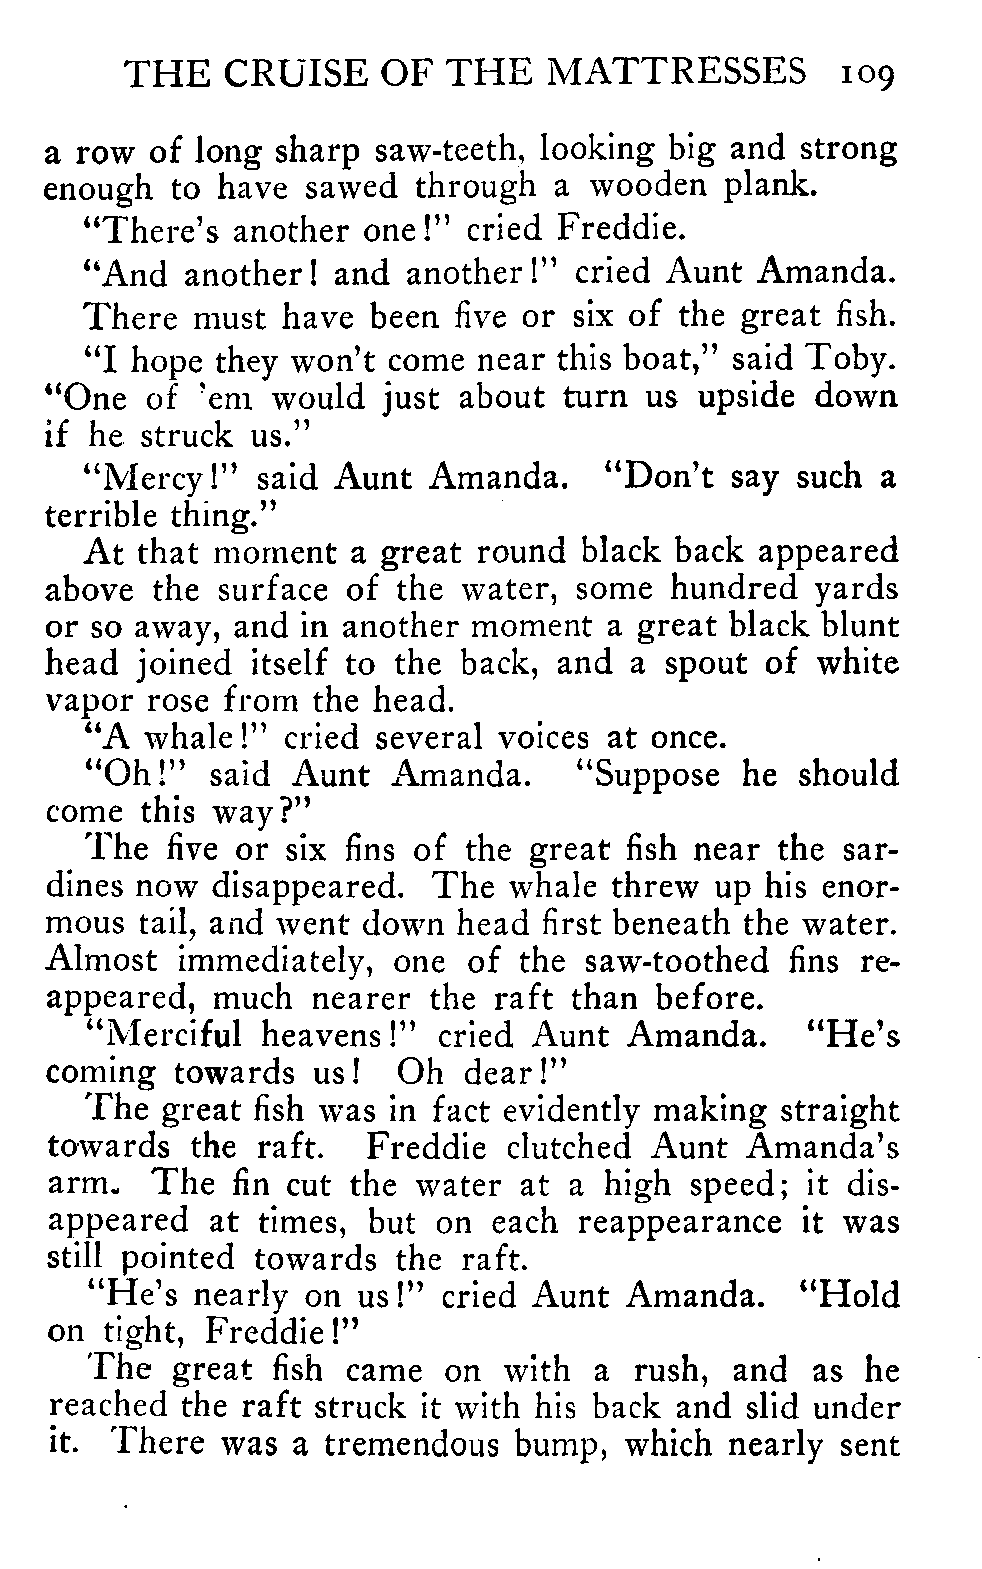 THE CRUISE OF THE MATTRESSES 109
a row of long sharp saw-teeth, looking big and strong
enough to have sawed through a wooden plank.
"There's another one!" cried Freddie.
"And another! and another!" cried Aunt Amanda.
There must have been five or six of the great fish.
"I hope they won't come near this boat," said Toby.
"One of 'em would just about turn us upside down
if he struck us."
"Mercy!" said Aunt Amanda. "Don't say such a
terrible thing."
At that moment a great round black back appeared
above the surface of the water, some hundred yards
or so away, and in another moment a great black blunt
head joined itself to the back, and a spout of white
vapor rose from the head.
"A whale!" cried several voices at once.
"Oh!" said Aunt Amanda. "Suppose he should
come this way?"
The five or six fins of the great fish near the sar-
dines now disappeared. The whale threw up his enor-
mous tail, and went down head first beneath the water.
Almost immediately, one of the saw-toothed fins re-
appeared, much nearer the raft than before.
"Merciful heavens!" cried Aunt Amanda. "He's
coming towards us! Oh dear!"
The great fish was in fact evidently making straight
towards the raft. Freddie clutched Aunt Amanda's
arm. The fin cut the water at a high speed; it dis-
appeared at times, but on each reappearance it was
still pointed towards the raft.
"He's nearly on us!" cried Aunt Amanda. "Hold
on tight, Freddie!"
The great fish came on with a rush, and as he
reached the raft struck it with his back and slid under
it. There was a tremendous bump, which nearly sent